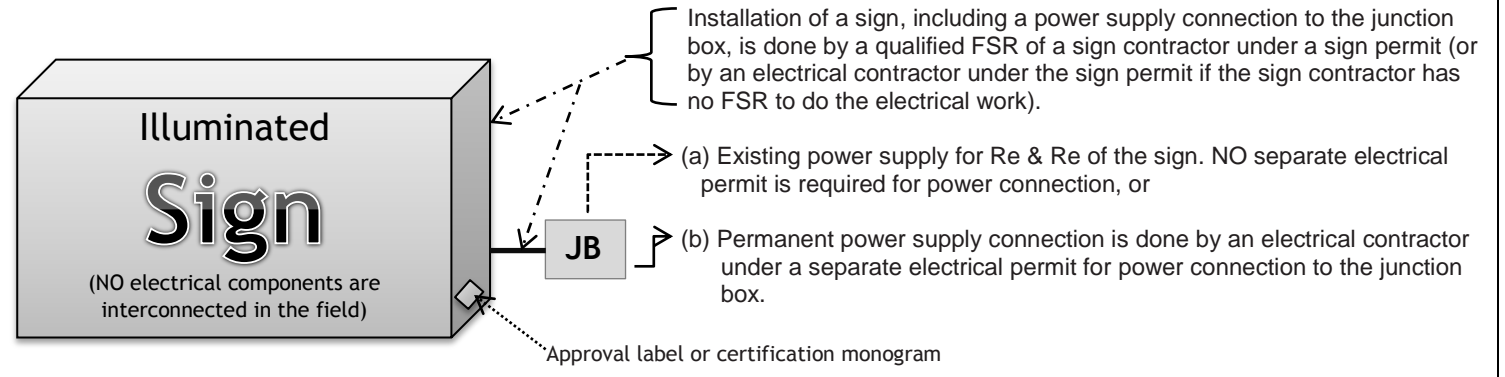 Installation of a sign, including a power supply connection to the junction
box, is done by a qualified FSR of a sign contractor under a sign permit (or
by an electrical contractor under the sign permit if the sign contractor has
no FSR to do the electrical work).
Illuminated
Sign
(NO electrical components are
interconnected in the field)
JB
(a) Existing power supply for Re & Re of the sign. NO separate electrical
permit is required for power connection, or
(b) Permanent power supply connection is done by an electrical contractor
under a separate electrical permit for power connection to the junction
box.
Approval label or certification monogram